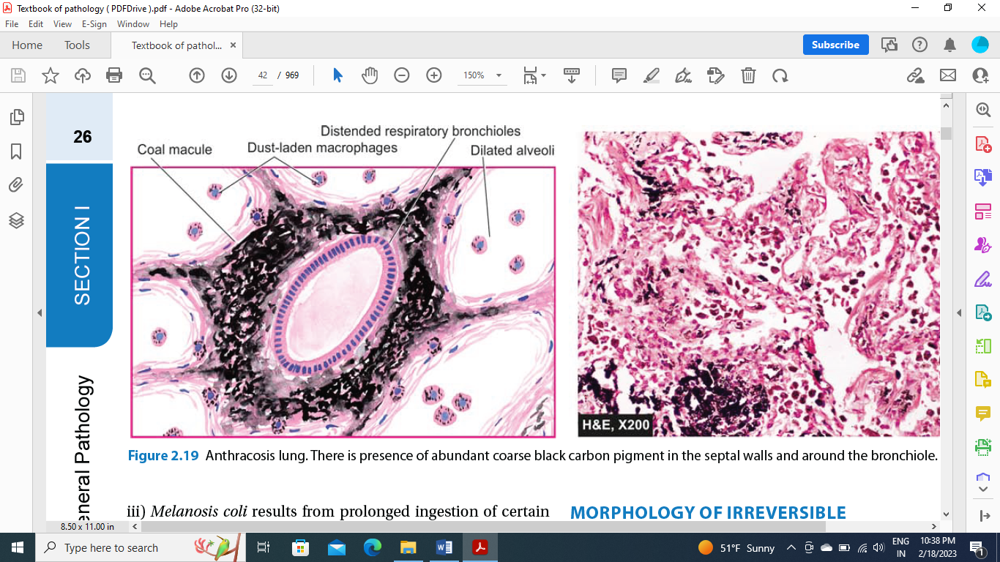 Textbook of pathology ( PDFDrive ).pdf - Adobe Acrobat Pro (32-bit)
File Edit View E-Sign Window Help
Home Tools Textbook of pathol... × Subscribe
42 / 969 150%
26
SECTION I
eneral Pathology
Coal macule
Dust-laden macrophages
Distended respiratory bronchioles
Dilated alveoli
H&E, X200
Figure 2.19 Anthracosis lung. There is presence of abundant coarse black carbon pigment in the septal walls and around the bronchiole.
iii) Melanosis coli results from prolonged ingestion of certain
MORPHOLOGY OF IRREVERSIBLE
8.50 x 11.00 in
Type here to search
51°F Sunny
ENG
IN
10:38 PM
2/18/2023
1